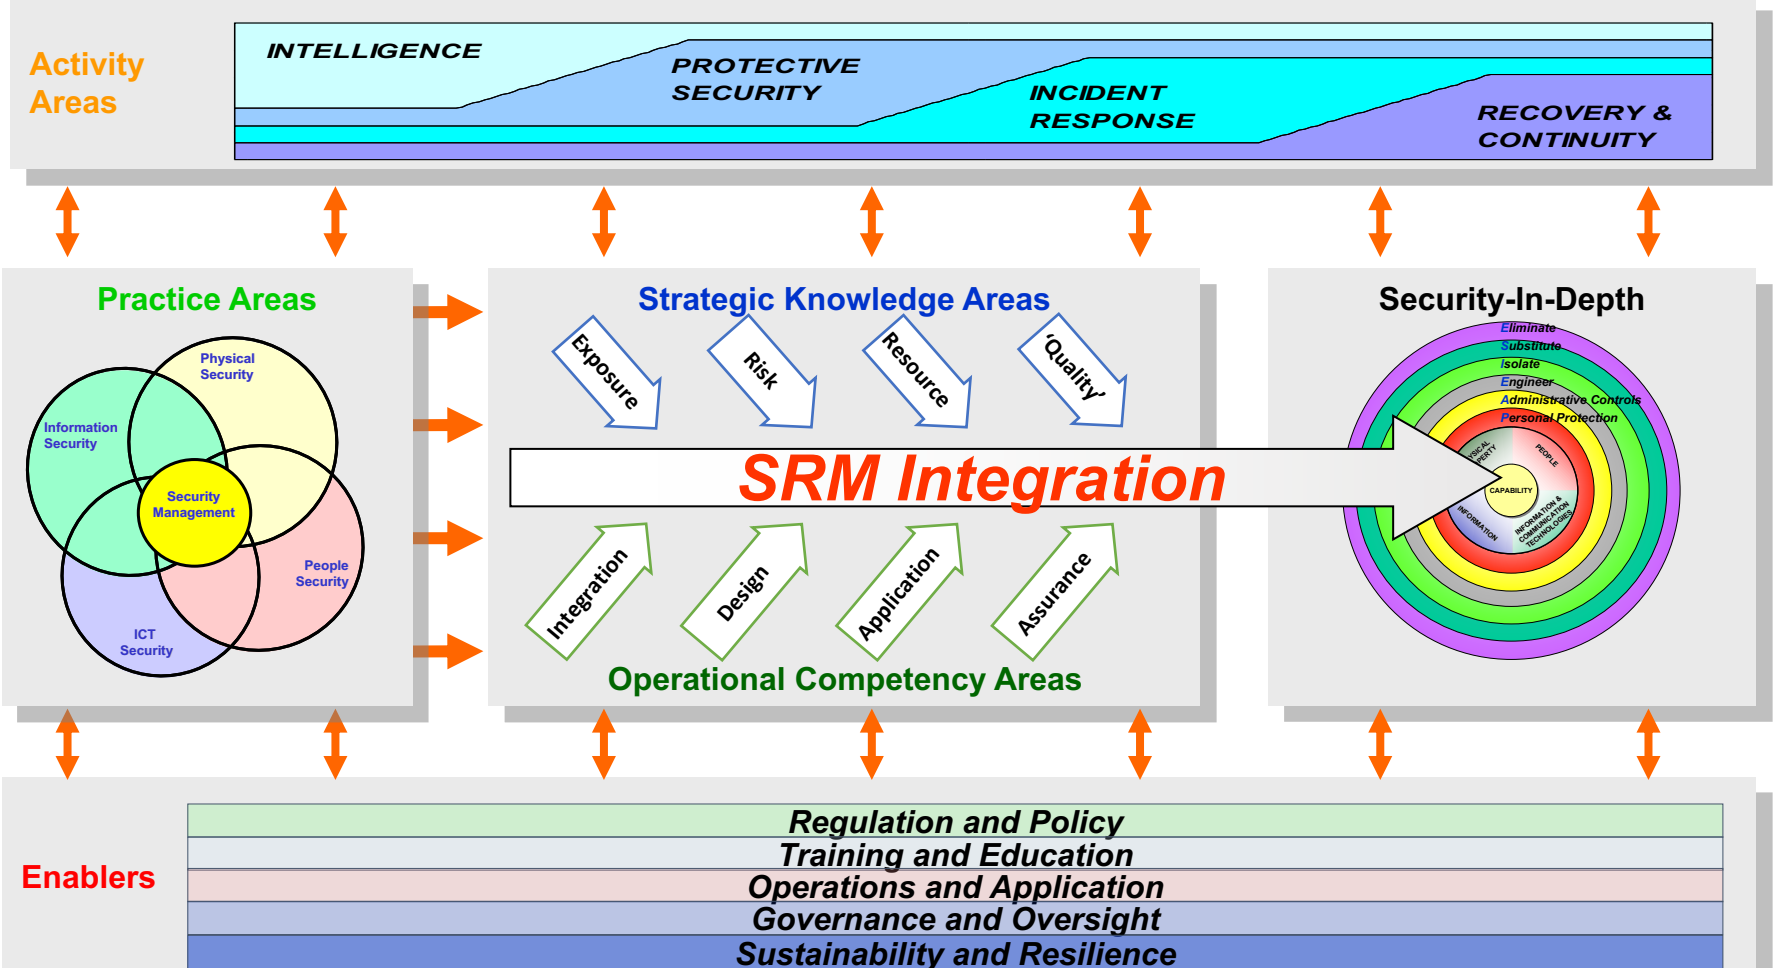 Activity
Areas
INTELLIGENCE
PROTECTIVE
SECURITY
INCIDENT
RESPONSE
RECOVERY &
CONTINUITY
Practice Areas
Physical
Security
Information
Security
Security
Management
People
Security
ICT
Security
Strategic Knowledge Areas
Exposure
Risk
Resource
‘Quality’
SRM Integration
Integration
Design
Application
Assurance
Operational Competency Areas
Security-In-Depth
Eliminate
Substitute
Isolate
Engineer
Administrative Controls
Personal Protection
PEOPLE
CAPABILITY
INFORMATION
INFORMATION &
COMMUNICATION
TECHNOLOGIES
Enablers
Regulation and Policy
Training and Education
Operations and Application
Governance and Oversight
Sustainability and Resilience